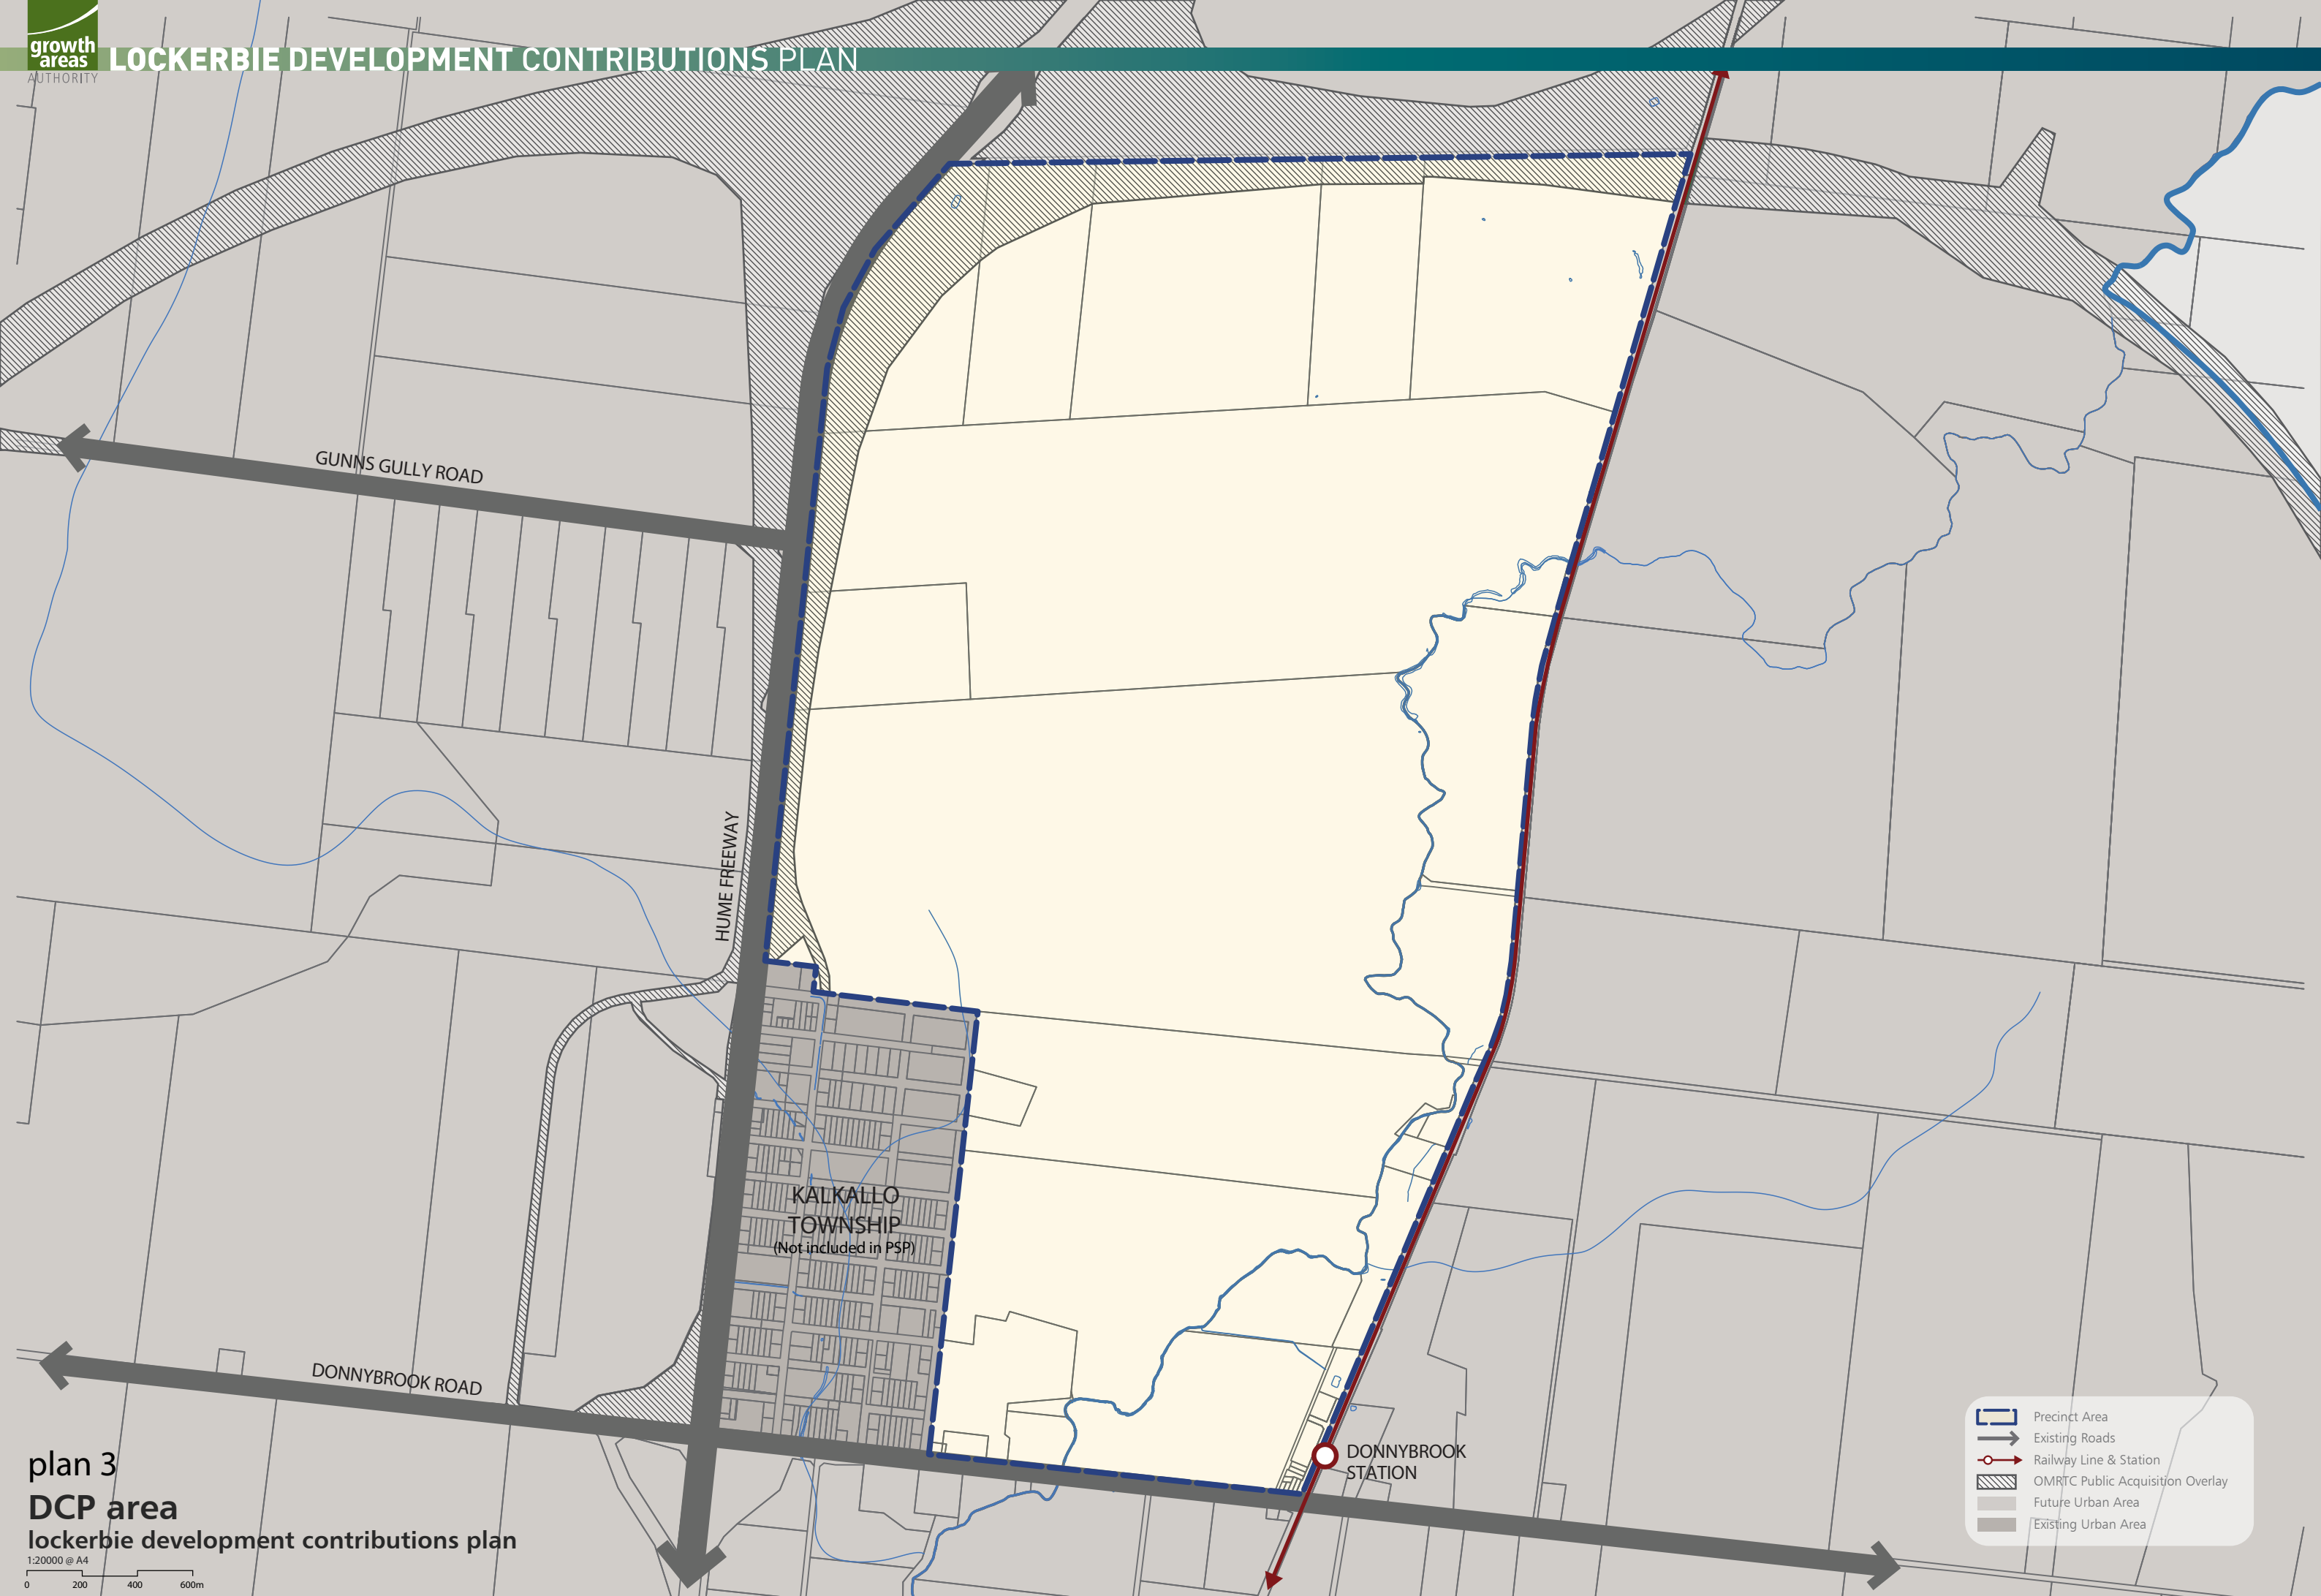 growth
areas
AUTHORITY
LOCKERBIE DEVELOPMENT CONTRIBUTIONS PLAN
GUNNS GULLY ROAD
HUME FREEWAY
KALKALLO
TOWNSHIP
(Not included in PSP)
DONNYBROOK ROAD
DONNYBROOK
STATION
Precinct Area
Existing Roads
Railway Line & Station
OMRTC Public Acquisition Overlay
Future Urban Area
Existing Urban Area
plan 3
DCP area
lockerbie development contributions plan
1:20000 @ A4
0 200 400 600m